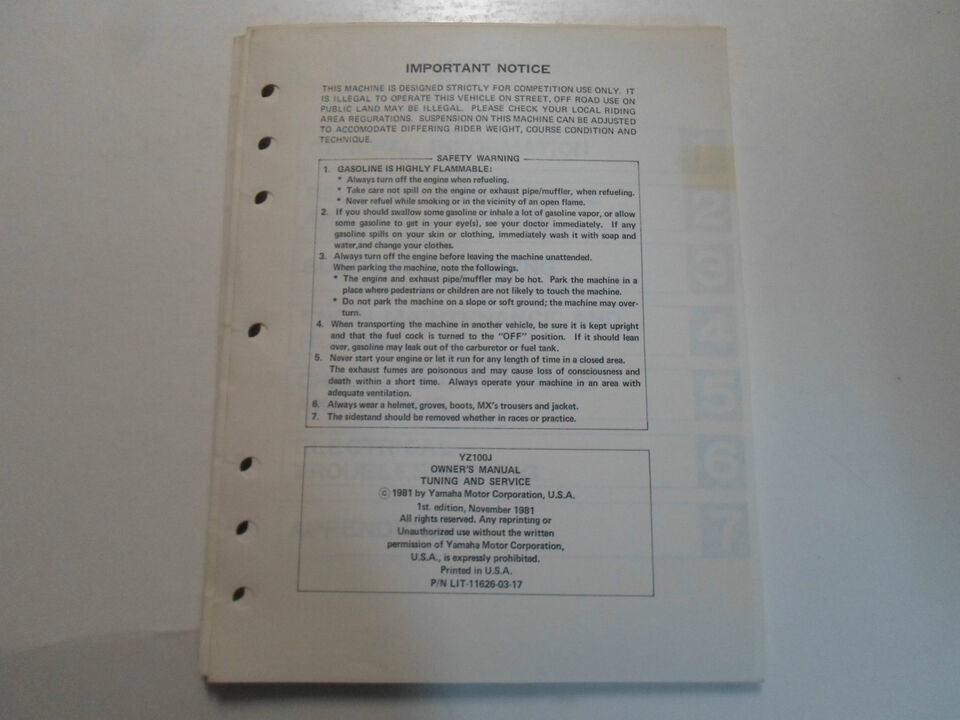 IMPORTANT NOTICE
THIS MACHINE IS DESIGNED STRICTLY FOR COMPETITION USE ONLY. IT
IS ILLEGAL TO OPERATE THIS VEHICLE ON STREET, OFF ROAD USE ON
PUBLIC LAND MAY BE ILLEGAL. PLEASE CHECK YOUR LOCAL RIDING
AREA REGURATIONS. SUSPENSION ON THIS MACHINE CAN BE ADJUSTED
TO ACCOMODATE DIFFERING RIDER WEIGHT, COURSE CONDITION AND
TECHNIQUE.
SAFETY WARNING
1. GASOLINE IS HIGHLY FLAMMABLE:
* Always turn off the engine when refueling.
* Take care not spill on the engine or exhaust pipe/muffler, when refueling.
* Never refuel while smoking or in the vicinity of an open flame.
2. If you should swallow some gasoline or inhale a lot of gasoline vapor, or allow
some gasoline to get in your eye(s), see your doctor immediately. If any
gasoline spills on your skin or clothing, immediately wash it with soap and
water,and change your clothes.
3. Always turn off the engine before leaving the machine unattended.
When parking the machine, note the followings.
* The engine and exhaust pipe/muffler may be hot. Park the machine in a
place where pedestrians or children are not likely to touch the machine.
* Do not park the machine on a slope or soft ground; the machine may over-
turn.
4. When transporting the machine in another vehicle, be sure it is kept upright
and that the fuel cock is turned to the "OFF" position. If it should lean
over, gasoline may leak out of the carburetor or fuel tank.
5. Never start your engine or let it run for any length of time in a closed area.
The exhaust fumes are poisonous and may cause loss of consciousness and
death within a short time. Always operate your machine in an area with
adequate ventilation.
6. Always wear a helmet, groves, boots, MX's trousers and jacket.
7. The sidestand should be removed whether in races or practice.
YZ100J
OWNER'S MANUAL
TUNING AND SERVICE
© 1981 by Yamaha Motor Corporation, U.S.A.
1st. edition, November 1981
All rights reserved. Any reprinting or
Unauthorized use without the written
permission of Yamaha Motor Corporation,
U.S.A., is expressly prohibited.
Printed in U.S.A.
P/N LIT-11626-03-17